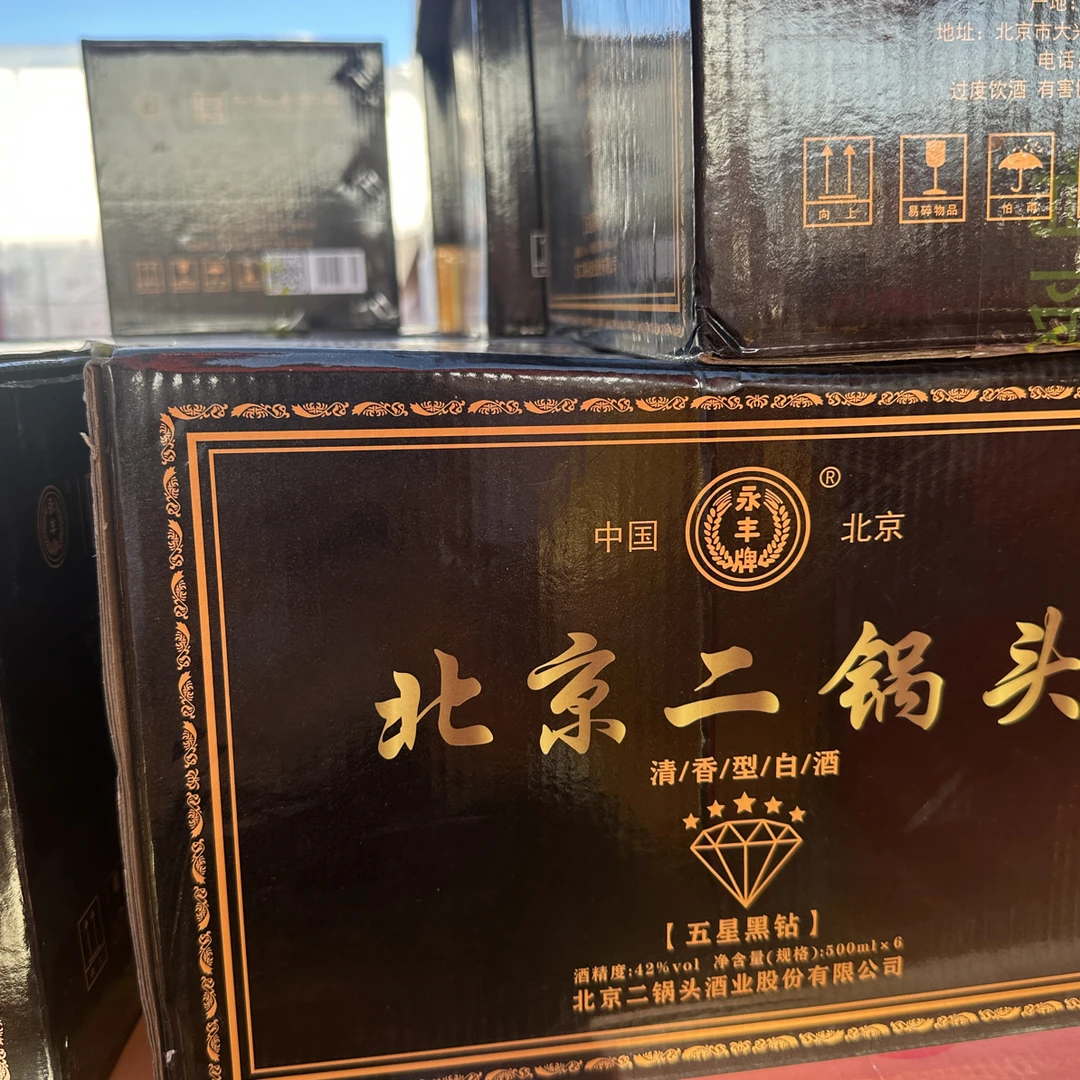 地址：北京市大
电话
过度饮酒 有害
向 上
易碎物品
怕 雨
中国
永丰牌
®
北京
北京二锅头
清/香/型/白/酒
【五星黑钻】
酒精度:42%vol 净含量(规格):500ml×6
北京二锅头酒业股份有限公司